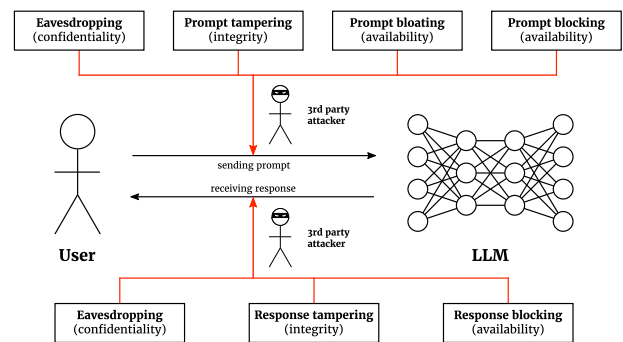 Eavesdropping
(confidentiality)
Prompt tampering
(integrity)
Prompt bloating
(availability)
Prompt blocking
(availability)
3rd party
attacker
sending prompt
receiving response
3rd party
attacker
User
LLM
Eavesdropping
(confidentiality)
Response tampering
(integrity)
Response blocking
(availability)